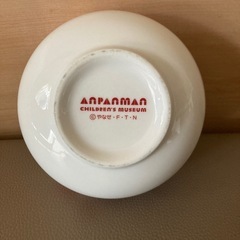 ANPANMAN
CHILDREN'S MUSEUM
©やなせ・F・T・N